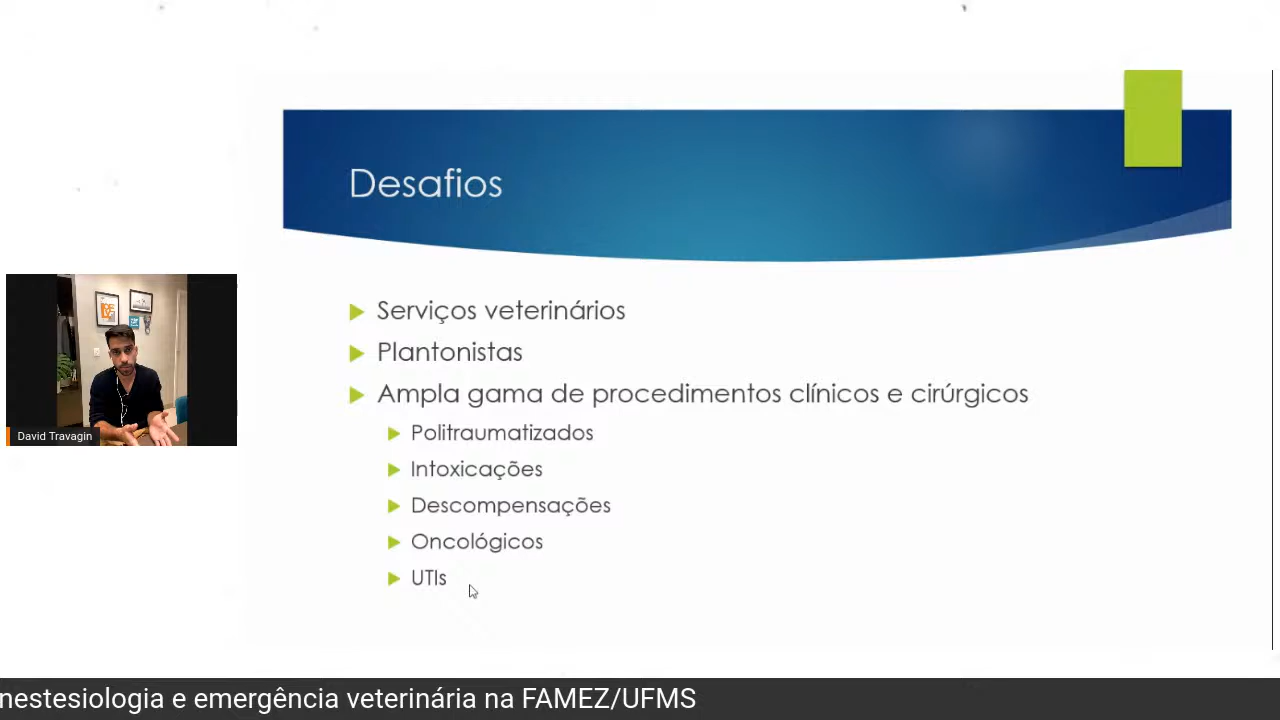 Desafios
Serviços veterinários
Plantonistas
Ampla gama de procedimentos clínicos e cirúrgicos
Politraumatizados
Intoxicações
Descompensações
Oncológicos
UTIs
David Travagin
nestesiologia e emergência veterinária na FAMEZ/UFMS